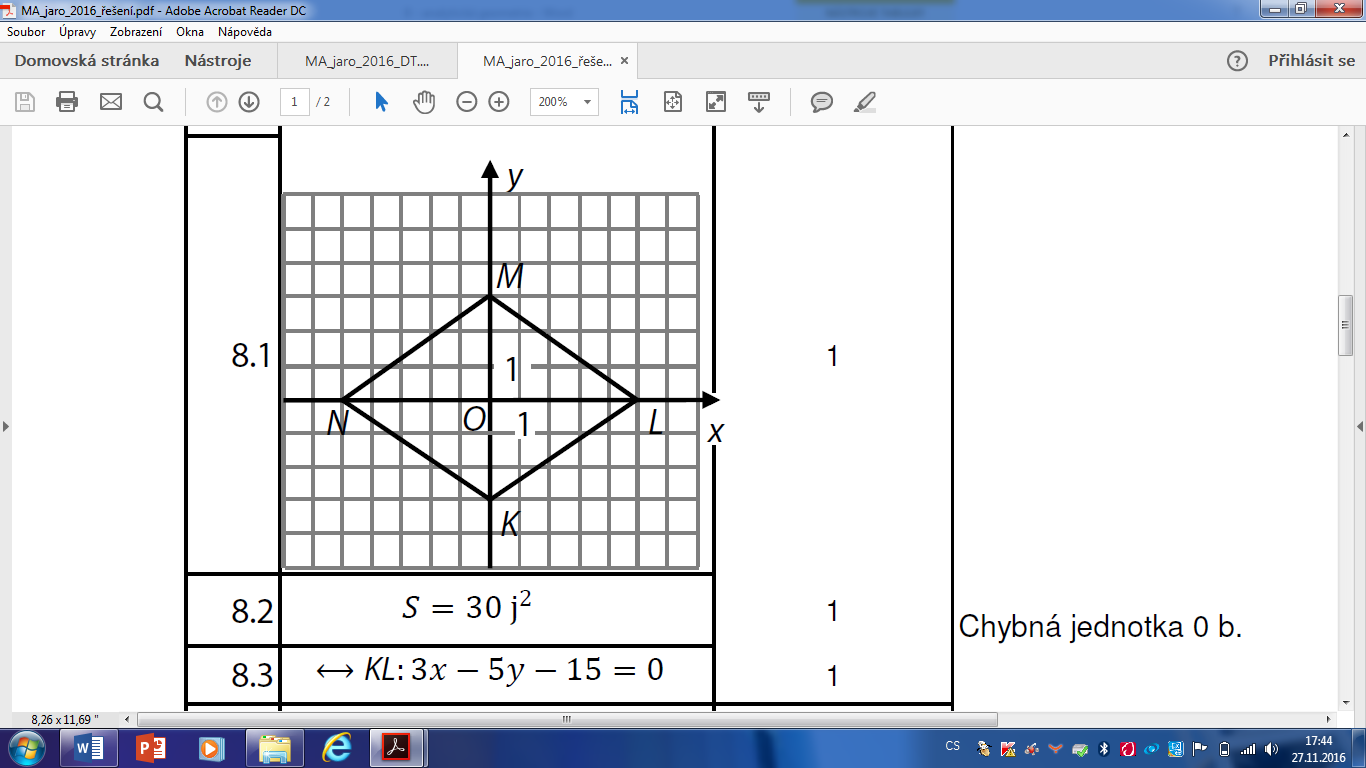 MA_jaro_2016_řešení.pdf - Adobe Acrobat Reader DC
Soubor Úpravy Zobrazení Okna Nápověda
Domovská stránka Nástroje MA_jaro_2016_DT.... MA_jaro_2016_řeše... × ? Přihlásit se
1 / 2 200%
y
M
8.1 1 1
N O 1 L x
K
8.2 S = 30 j² 1 Chybná jednotka 0 b.
8.3 ↔ KL: 3x − 5y − 15 = 0 1
8,26 x 11,69 "
CS 17:44
27.11.2016